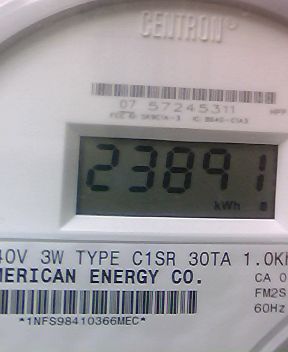 CENTRON®
07 57245311
23891
kWh
40V 3W TYPE C1SR 30TA 1.0Kh
MERICAN ENERGY CO.
CA 0
FM2S
60Hz
*1NFS98410366MEC*